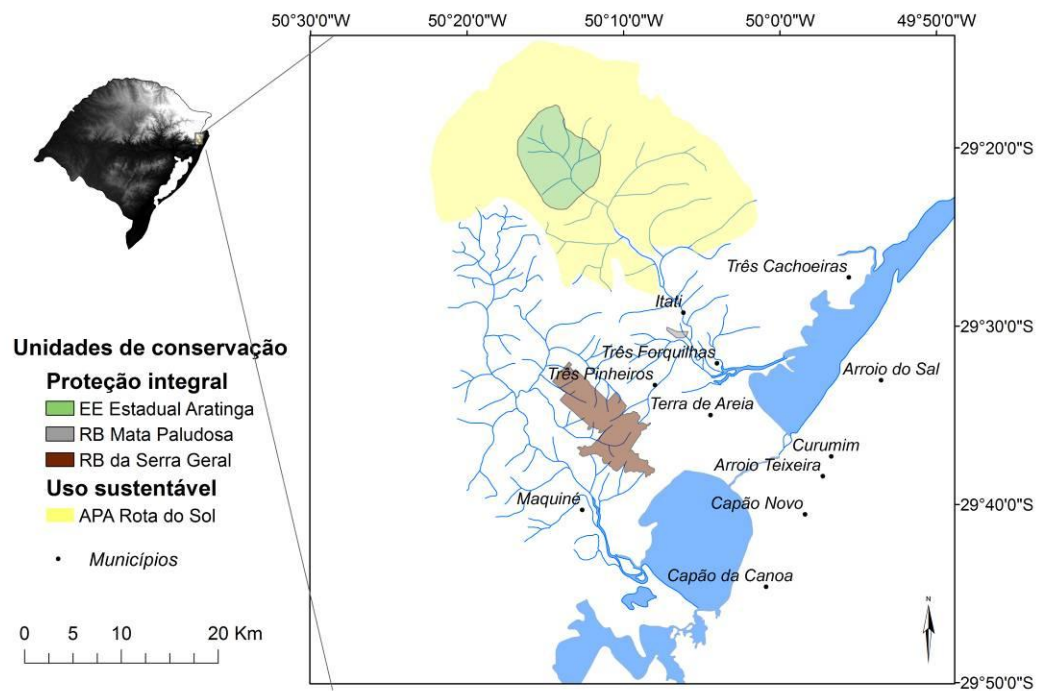 50°30'0"W 50°20'0"W 50°10'0"W 50°0'0"W 49°50'0"W
29°20'0"S
Três Cachoeiras
Itati
29°30'0"S
Unidades de conservação
Três Forquilhas
Proteção integral
Três Pinheiros
Arroio do Sal
EE Estadual Aratinga
Terra de Areia
RB Mata Paludosa
Curumim
RB da Serra Geral
Arroio Teixeira
Uso sustentável
Maquiné
Capão Novo
29°40'0"S
APA Rota do Sol
Municípios
Capão da Canoa
N
0 5 10 20 Km
29°50'0"S